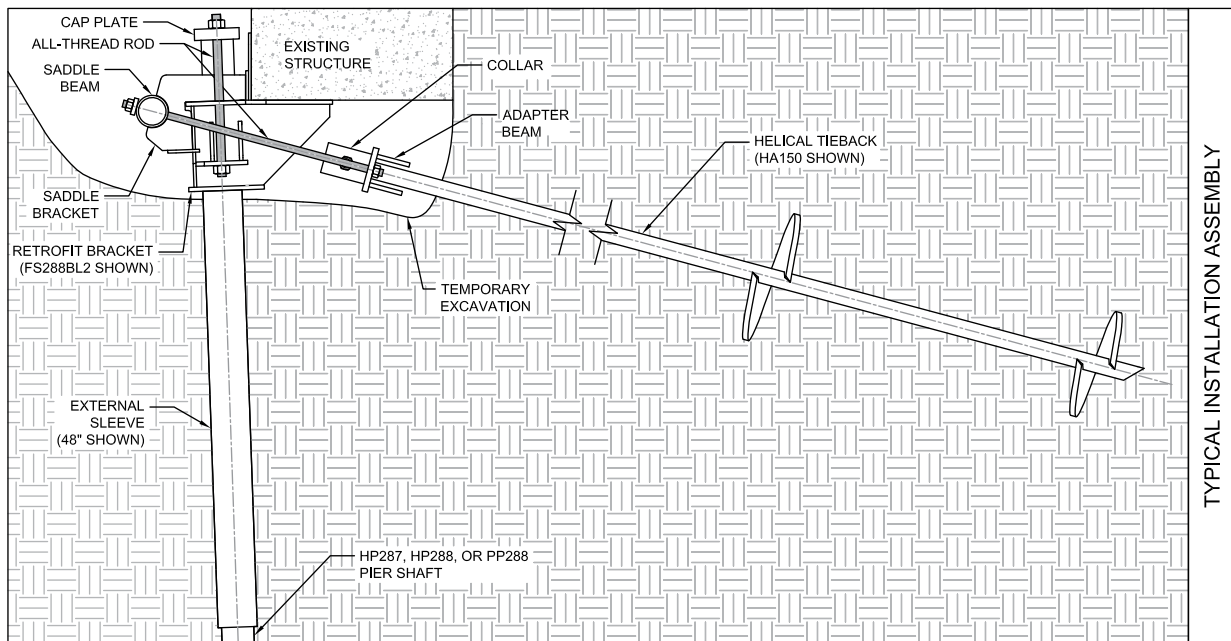 CAP PLATE
ALL-THREAD ROD
SADDLE
BEAM
EXISTING
STRUCTURE
COLLAR
ADAPTER
BEAM
HELICAL TIEBACK
(HA150 SHOWN)
SADDLE
BRACKET
RETROFIT BRACKET
(FS288BL2 SHOWN)
TEMPORARY
EXCAVATION
EXTERNAL
SLEEVE
(48" SHOWN)
HP287, HP288, OR PP288
PIER SHAFT
TYPICAL INSTALLATION ASSEMBLY